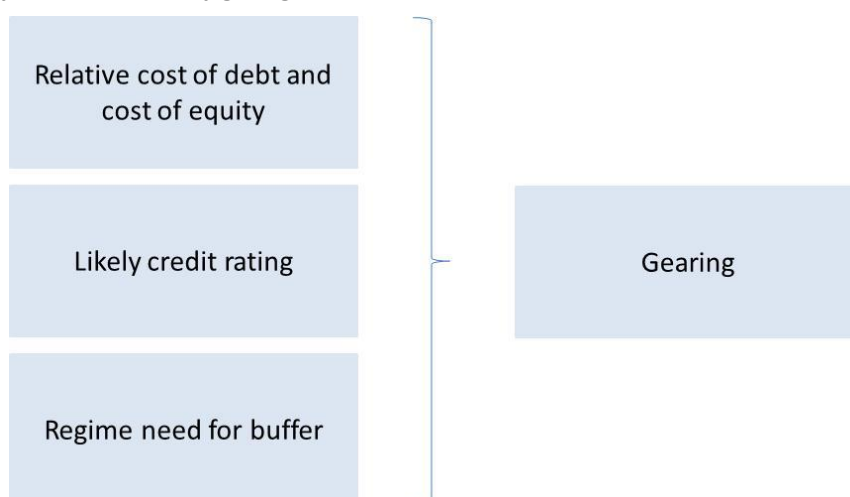 Relative cost of debt and
cost of equity
Likely credit rating
Gearing
Regime need for buffer